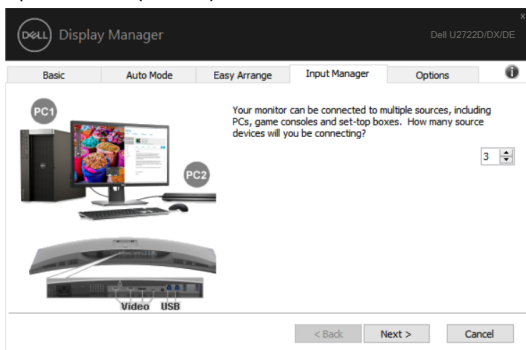 DELL Display Manager
Dell U2722D/DX/DE
x
Basic
Auto Mode
Easy Arrange
Input Manager
Options
i
PC1
PC2
Video USB
Your monitor can be connected to multiple sources, including
PCs, game consoles and set-top boxes. How many source
devices will you be connecting?
3
< Back
Next >
Cancel